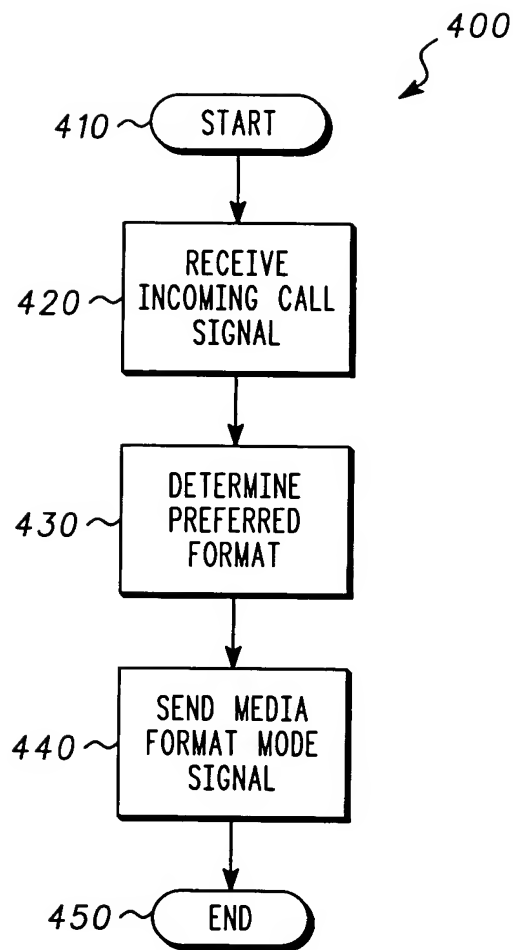 400
410 START
420 RECEIVE
INCOMING CALL
SIGNAL
430 DETERMINE
PREFERRED
FORMAT
440 SEND MEDIA
FORMAT MODE
SIGNAL
450 END